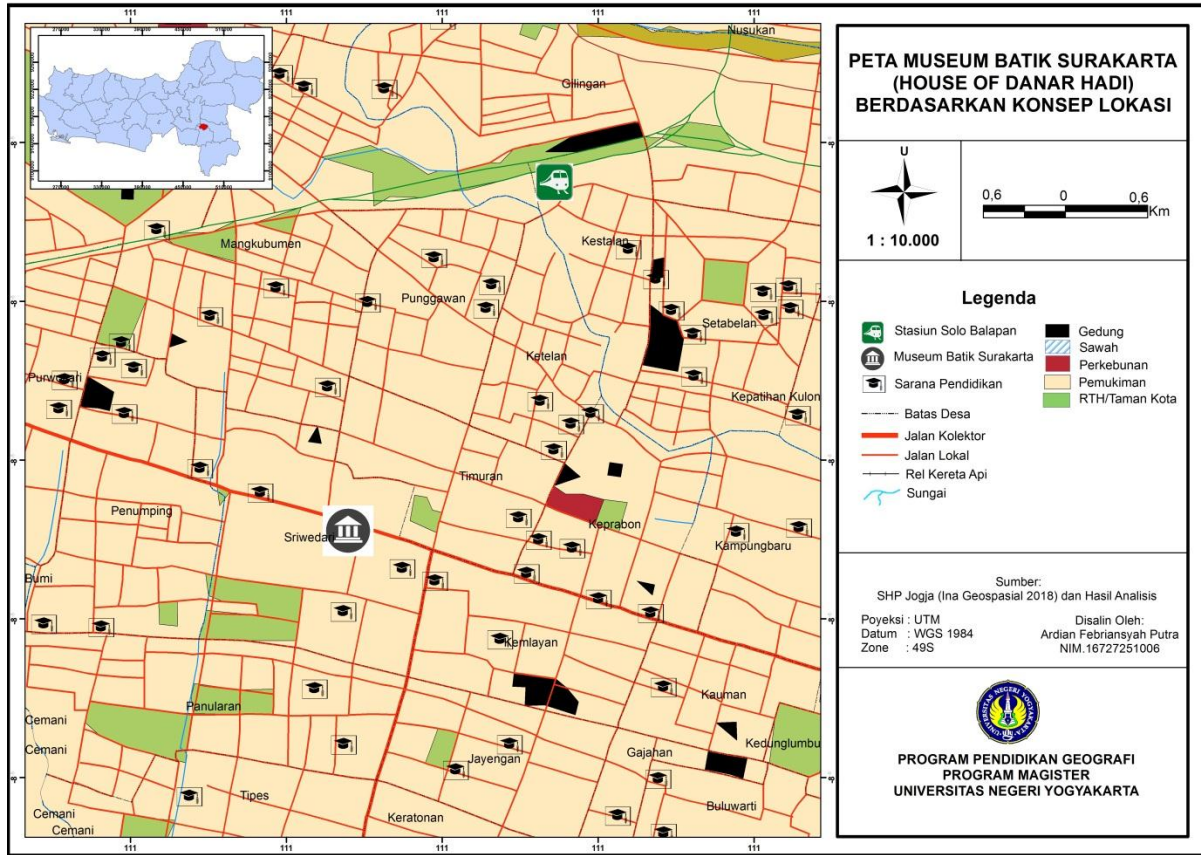 PETA MUSEUM BATIK SURAKARTA
(HOUSE OF DANAR HADI)
BERDASARKAN KONSEP LOKASI
U
1 : 10.000
0,6 0 0,6
Km
Legenda
Stasiun Solo Balapan
Museum Batik Surakarta
Sarana Pendidikan
Batas Desa
Jalan Kolektor
Jalan Lokal
Rel Kereta Api
Sungai
Gedung
Sawah
Perkebunan
Pemukiman
RTH/Taman Kota
Sumber:
SHP Jogja (Ina Geospasial 2018) dan Hasil Analisis
Poyeksi : UTM
Datum : WGS 1984
Zone : 49S
Disalin Oleh:
Ardian Febriansyah Putra
NIM.16727251006
PROGRAM PENDIDIKAN GEOGRAFI
PROGRAM MAGISTER
UNIVERSITAS NEGERI YOGYAKARTA
111 111 111 111
Nusukan
Gilingan
Mangkubumen
Kestalan
Punggawan
Setabelan
Ketelan
Purwosari
Kepatihan Kulon
Timuran
Penumping
Sriwedari
Keprabon
Kampungbaru
Bumi
Kemlayan
Kauman
Panularan
Cemani
Cemani
Kedunglumbu
Gajahan
Jayengan
Tipes
Buluwarti
Cemani
Keratonan
Cemani
111 111 111 111